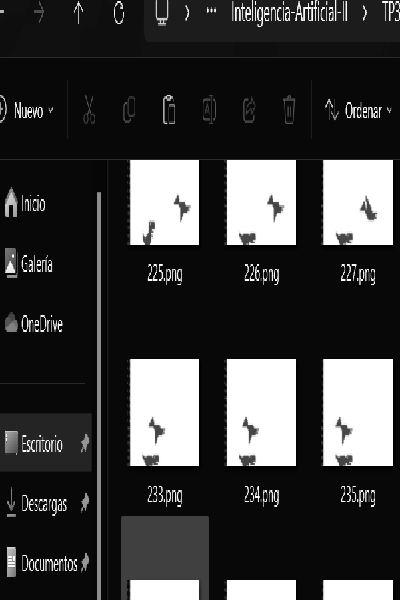 Inteligencia-Artificial-II > TP3
Nuevo
Ordenar
Inicio
Galería
OneDrive
Escritorio
Descargas
Documentos
225.png
226.png
227.png
233.png
234.png
235.png